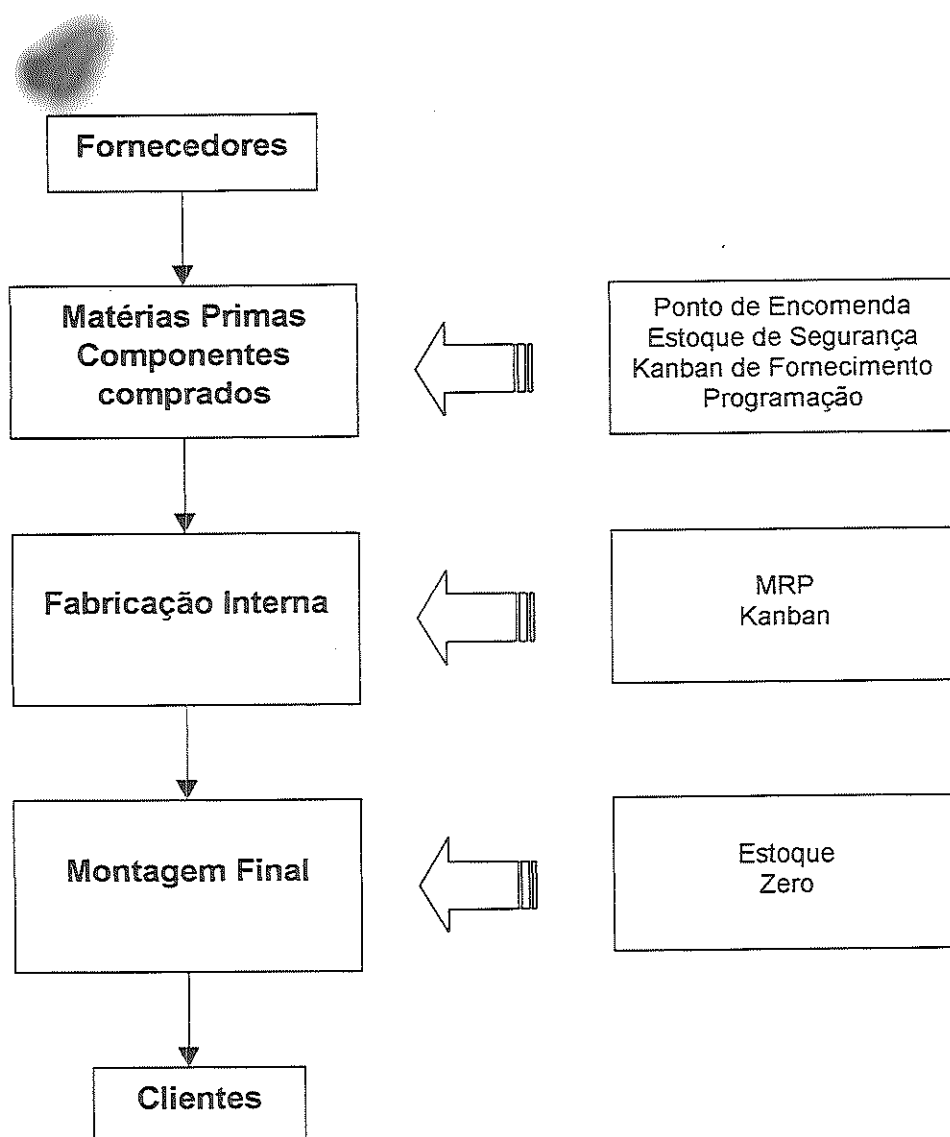 Fornecedores
Matérias Primas
Componentes
comprados
Ponto de Encomenda
Estoque de Segurança
Kanban de Fornecimento
Programação
Fabricação Interna
MRP
Kanban
Montagem Final
Estoque
Zero
Clientes